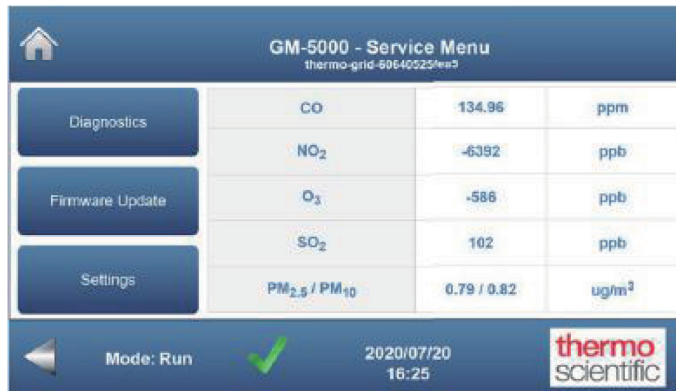 GM-5000 - Service Menu
Diagnostics
Firmware Update
Settings
CO 134.96 ppm
NO₂ -6392 ppb
O₃ -586 ppb
SO₂ 102 ppb
PM₂.₅ / PM₁₀ 0.79 / 0.82 ug/m³
Mode: Run
2020/07/20
16:25
thermo
scientific